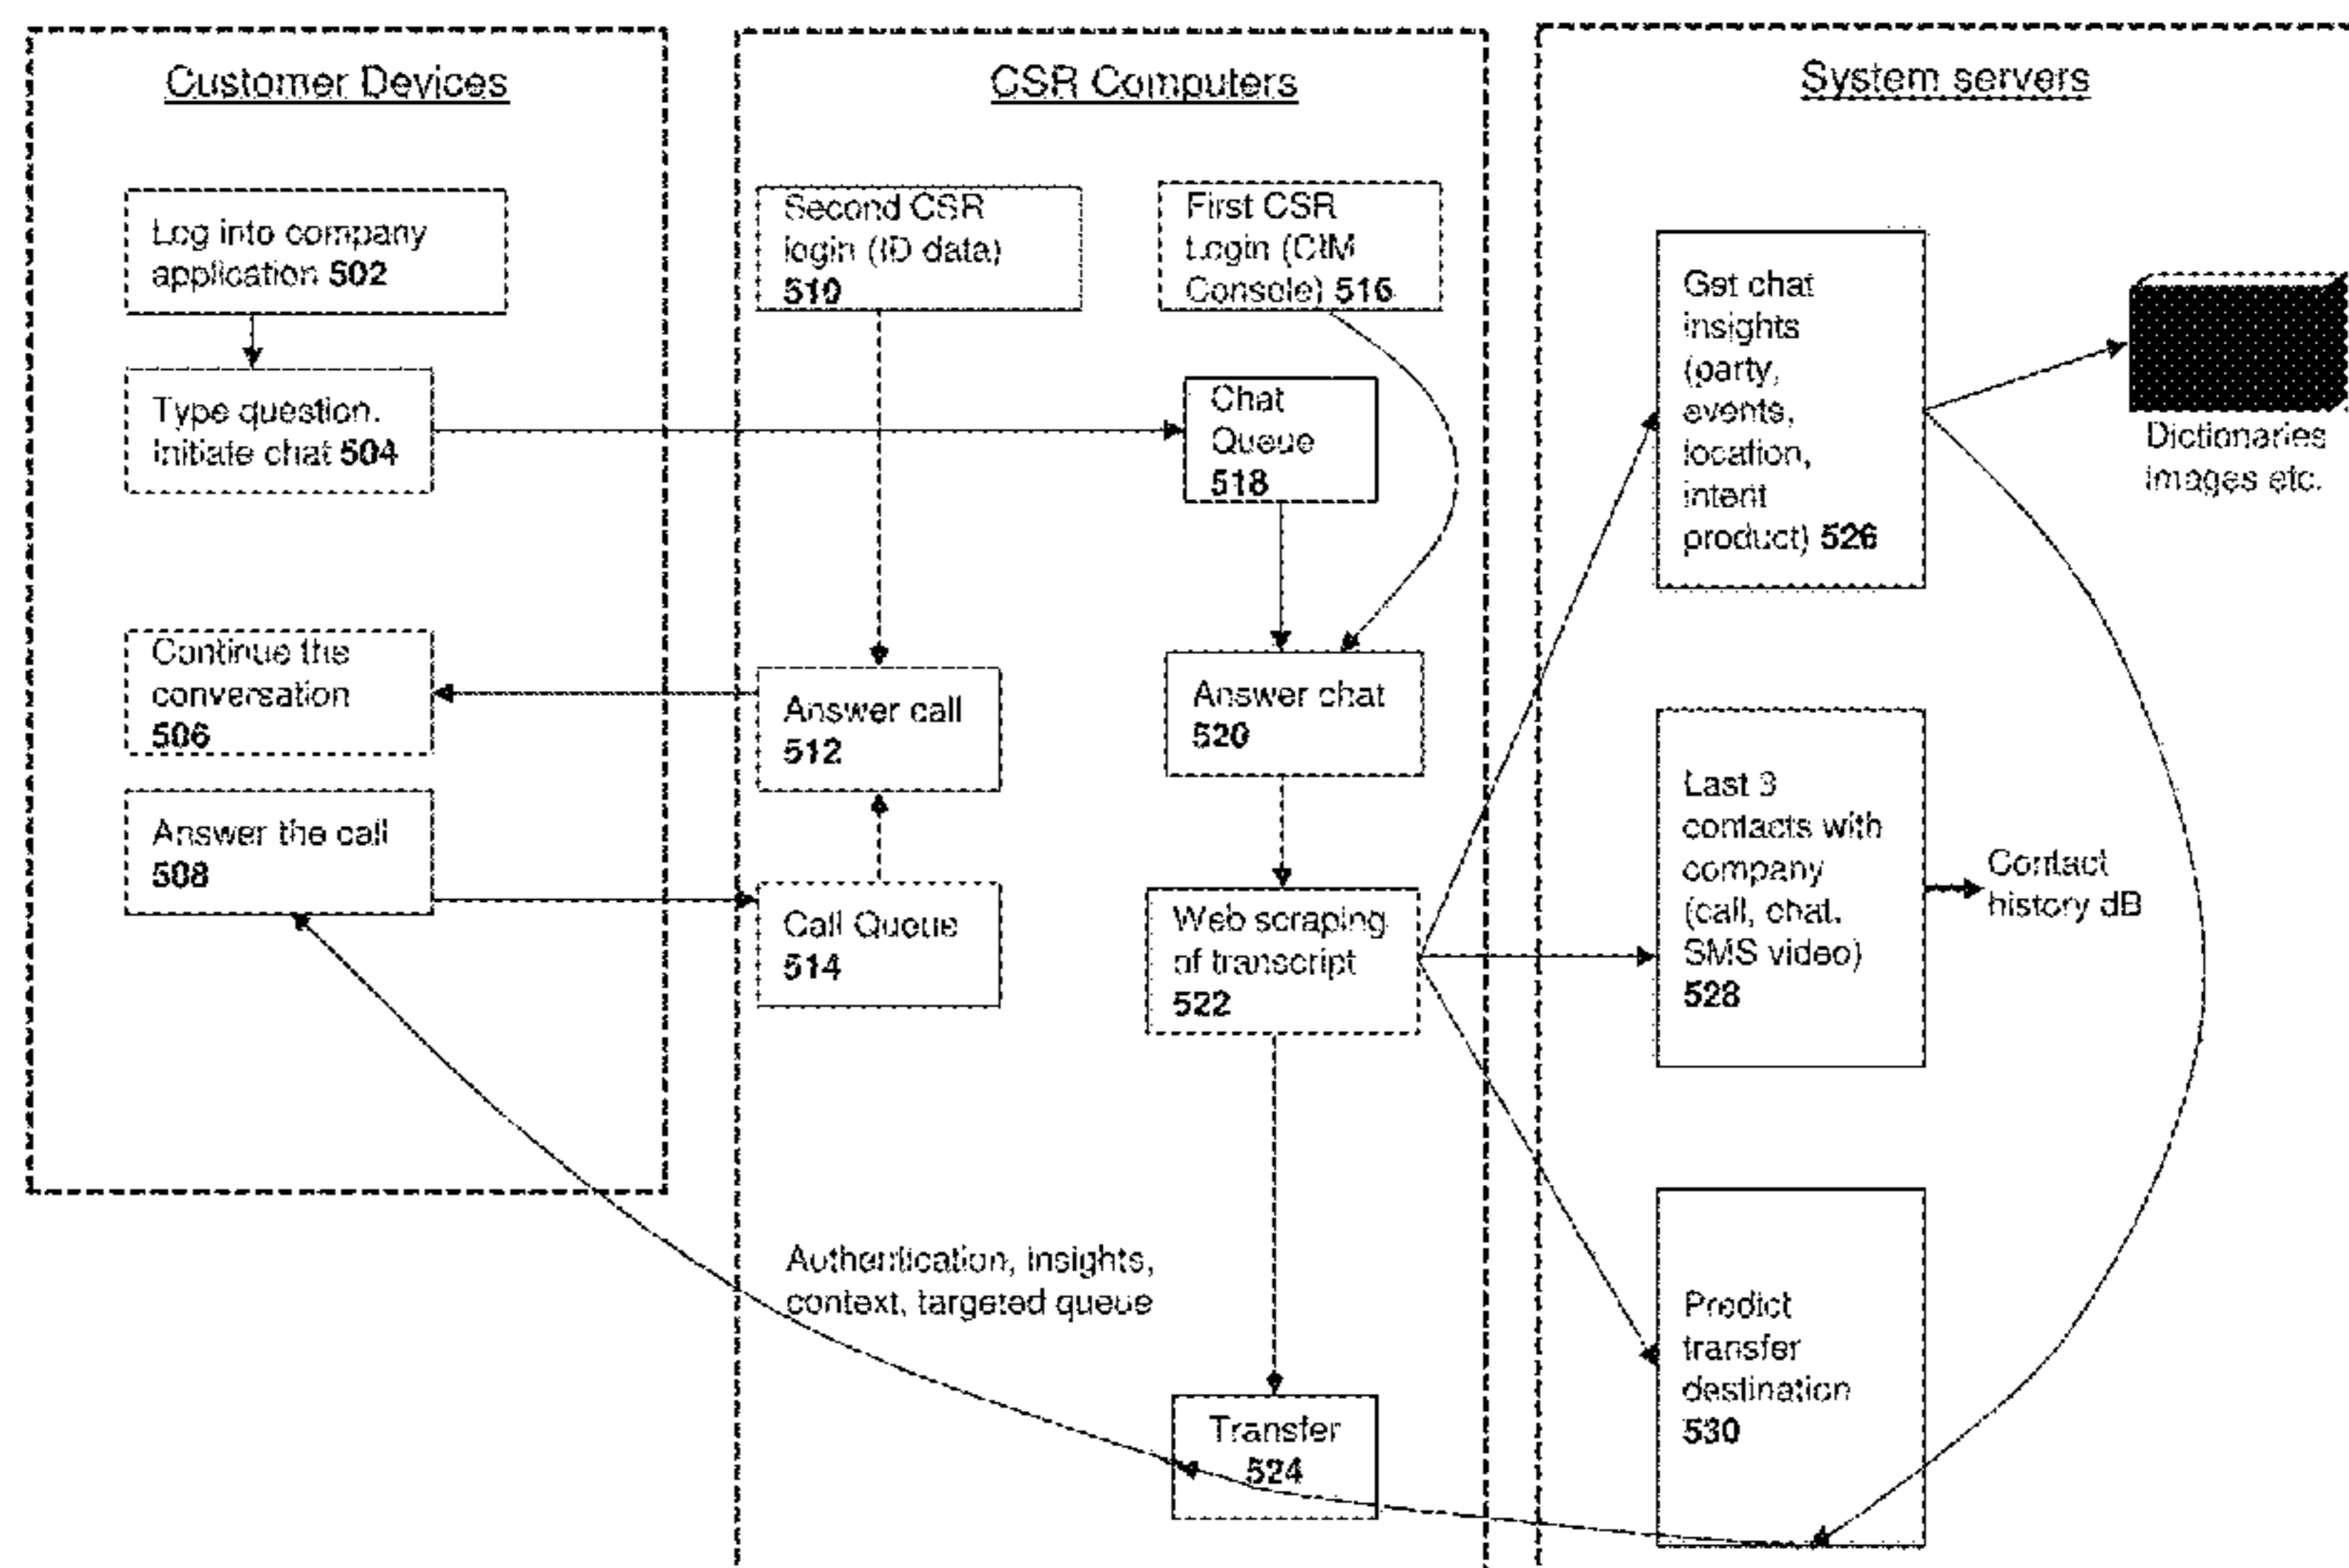 Customer Devices
Log into company
application 502
Type question.
Initiate chat 504
Continue the
conversation
506
Answer the call
508
CSR Computers
Second CSR
login (ID data)
510
First CSR
Login (CIM
Console) 516
Chat
Queue
518
Answer call
512
Answer chat
520
Call Queue
514
Web scraping
of transcript
522
Authentication, insights,
context, targeted queue
Transfer
524
System servers
Get chat
insights
(party,
events,
location,
intent
product) 526
Dictionaries
images etc.
Last 3
contacts with
company
(call, chat.
SMS video)
528
Contact
history dB
Predict
transfer
destination
530